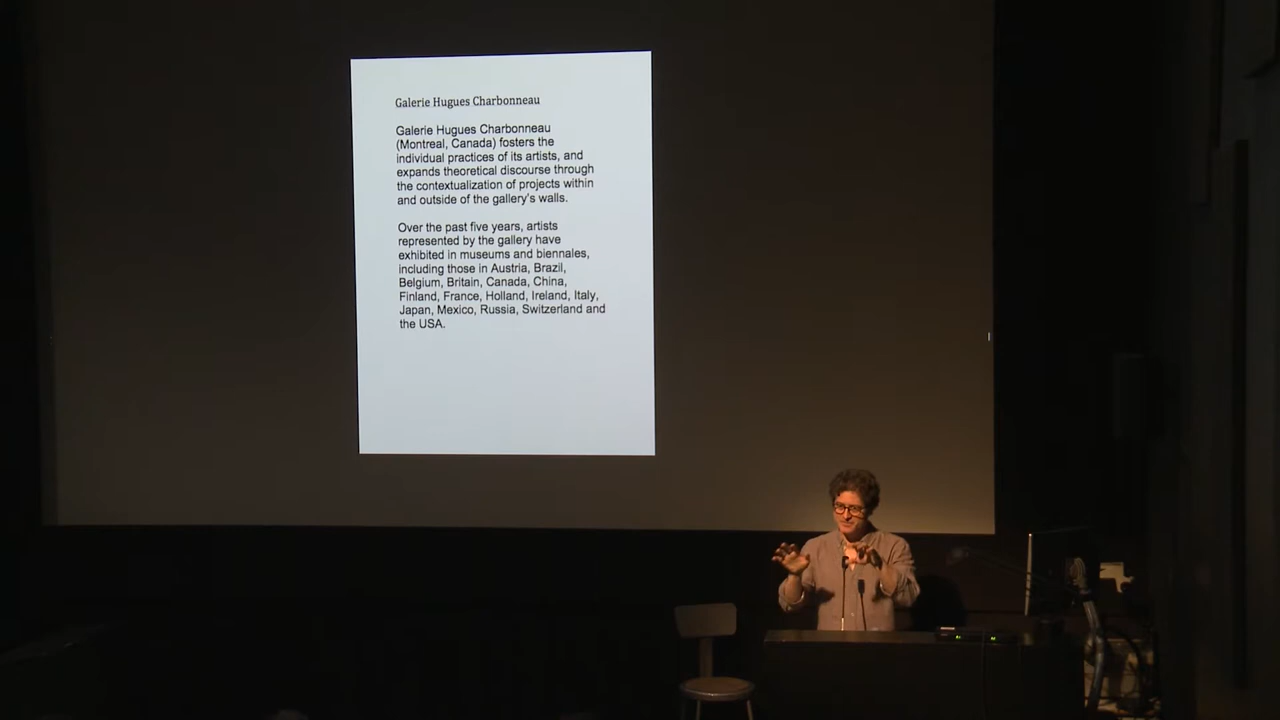 Galerie Hugues Charbonneau
Galerie Hugues Charbonneau
(Montreal, Canada) fosters the
individual practices of its artists, and
expands theoretical discourse through
the contextualization of projects within
and outside of the gallery's walls.
Over the past five years, artists
represented by the gallery have
exhibited in museums and biennales,
including those in Austria, Brazil,
Belgium, Britain, Canada, China,
Finland, France, Holland, Ireland, Italy,
Japan, Mexico, Russia, Switzerland and
the USA.